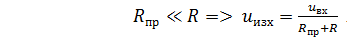 R_пр ≪ R => u_изх = u_вх / (R_пр+R)